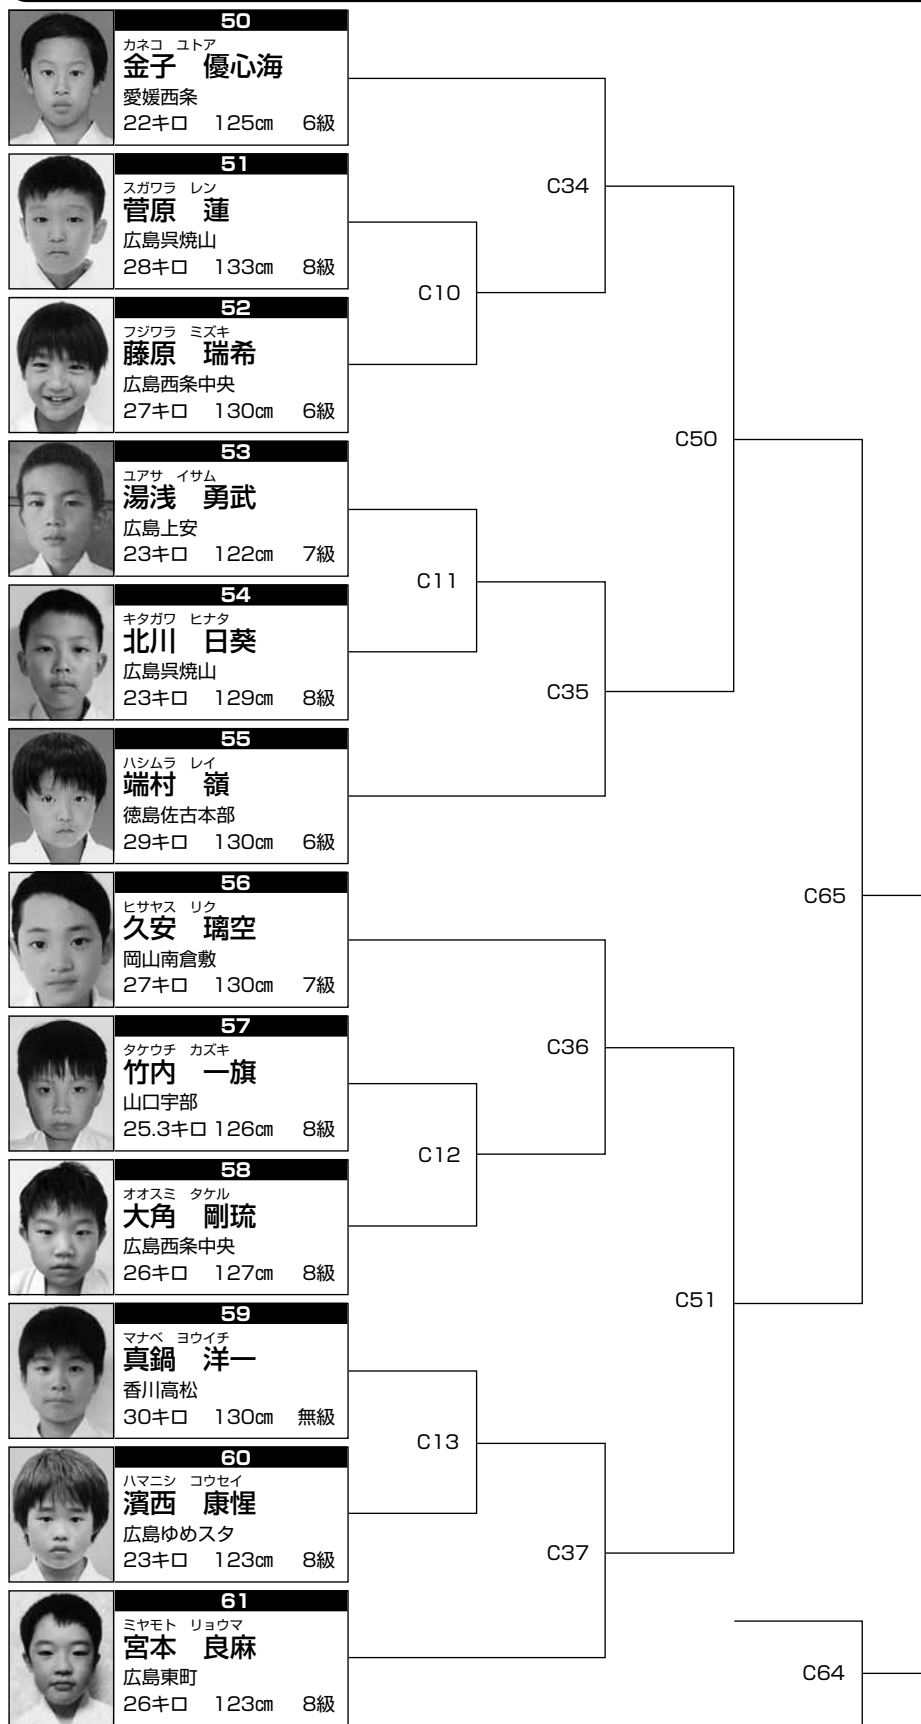 50
カネコ ユトア
金子 優心海
愛媛西条
22キロ 125㎝ 6級
51
スガワラ レン
菅原 蓮
広島呉焼山
28キロ 133㎝ 8級
52
フジワラ ミズキ
藤原 瑞希
広島西条中央
27キロ 130㎝ 6級
53
ユアサ イサム
湯浅 勇武
広島上安
23キロ 122㎝ 7級
54
キタガワ ヒナタ
北川 日葵
広島呉焼山
23キロ 129㎝ 8級
55
ハシムラ レイ
端村 嶺
徳島佐古本部
29キロ 130㎝ 6級
56
ヒサヤス リク
久安 璃空
岡山南倉敷
27キロ 130㎝ 7級
57
タケウチ カズキ
竹内 一旗
山口宇部
25.3キロ 126㎝ 8級
58
オオスミ タケル
大角 剛琉
広島西条中央
26キロ 127㎝ 8級
59
マナベ ヨウイチ
真鍋 洋一
香川高松
30キロ 130㎝ 無級
60
ハマニシ コウセイ
濱西 康惺
広島ゆめスタ
23キロ 123㎝ 8級
61
ミヤモト リョウマ
宮本 良麻
広島東町
26キロ 123㎝ 8級
C10
C11
C12
C13
C34
C35
C36
C37
C50
C51
C65
C64